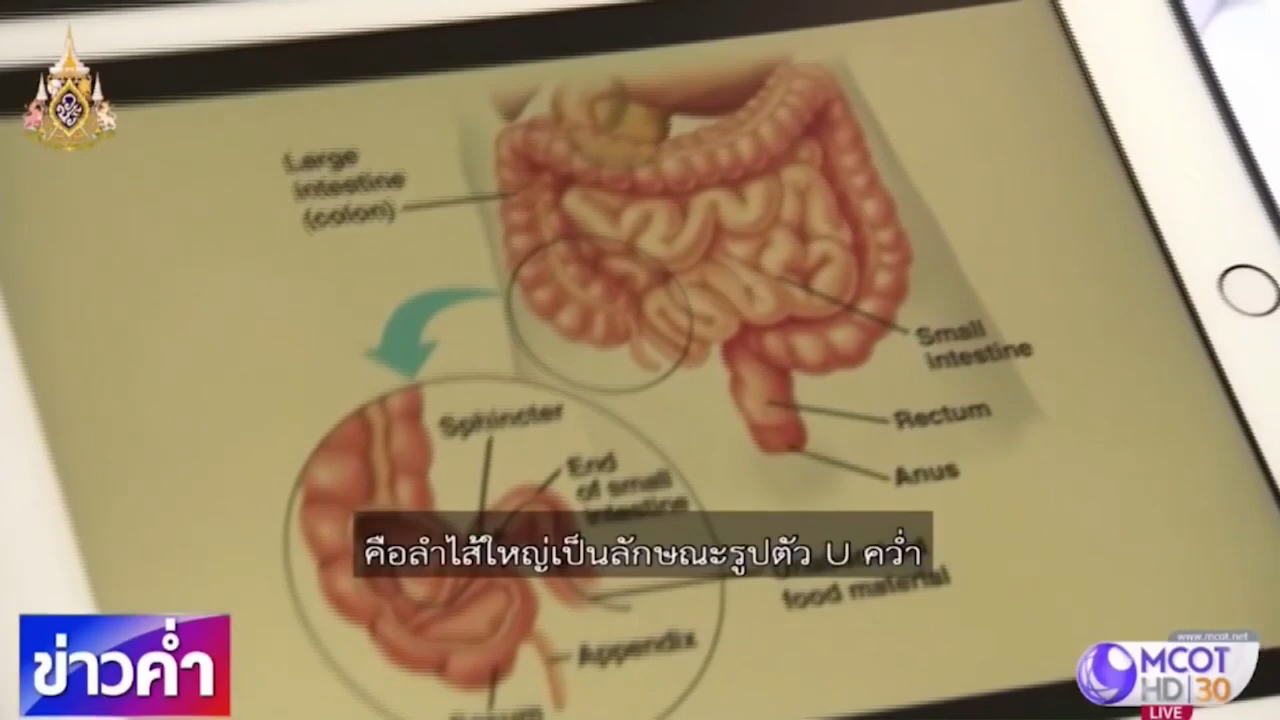 Large
intestine
(colon)
Small
intestine
Rectum
Anus
Sphincter
End
of small
intestine
คือลำไส้ใหญ่เป็นลักษณะรูปตัว U คว่ำ
food material
Appendix
ข่าวค่ำ
www.mcot.net
MCOT
HD 30
LIVE